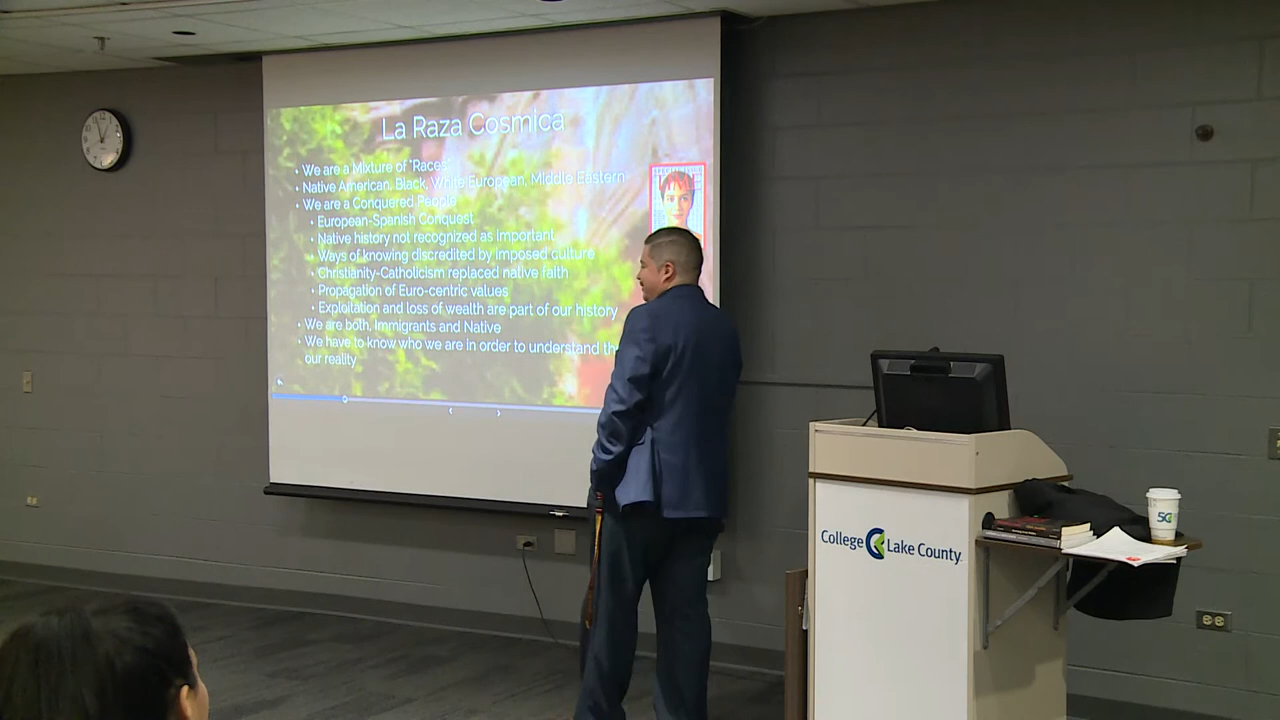 La Raza Cosmica
We are a Mixture of "Races"
Native American, Black, White European, Middle Eastern
We are a Conquered People
European-Spanish Conquest
Native history not recognized as important
Ways of knowing discredited by imposed culture
Christianity-Catholicism replaced native faith
Propagation of Euro-centric values
Exploitation and loss of wealth are part of our history
We are both, Immigrants and Native
We have to know who we are in order to understand
our reality
College Lake County